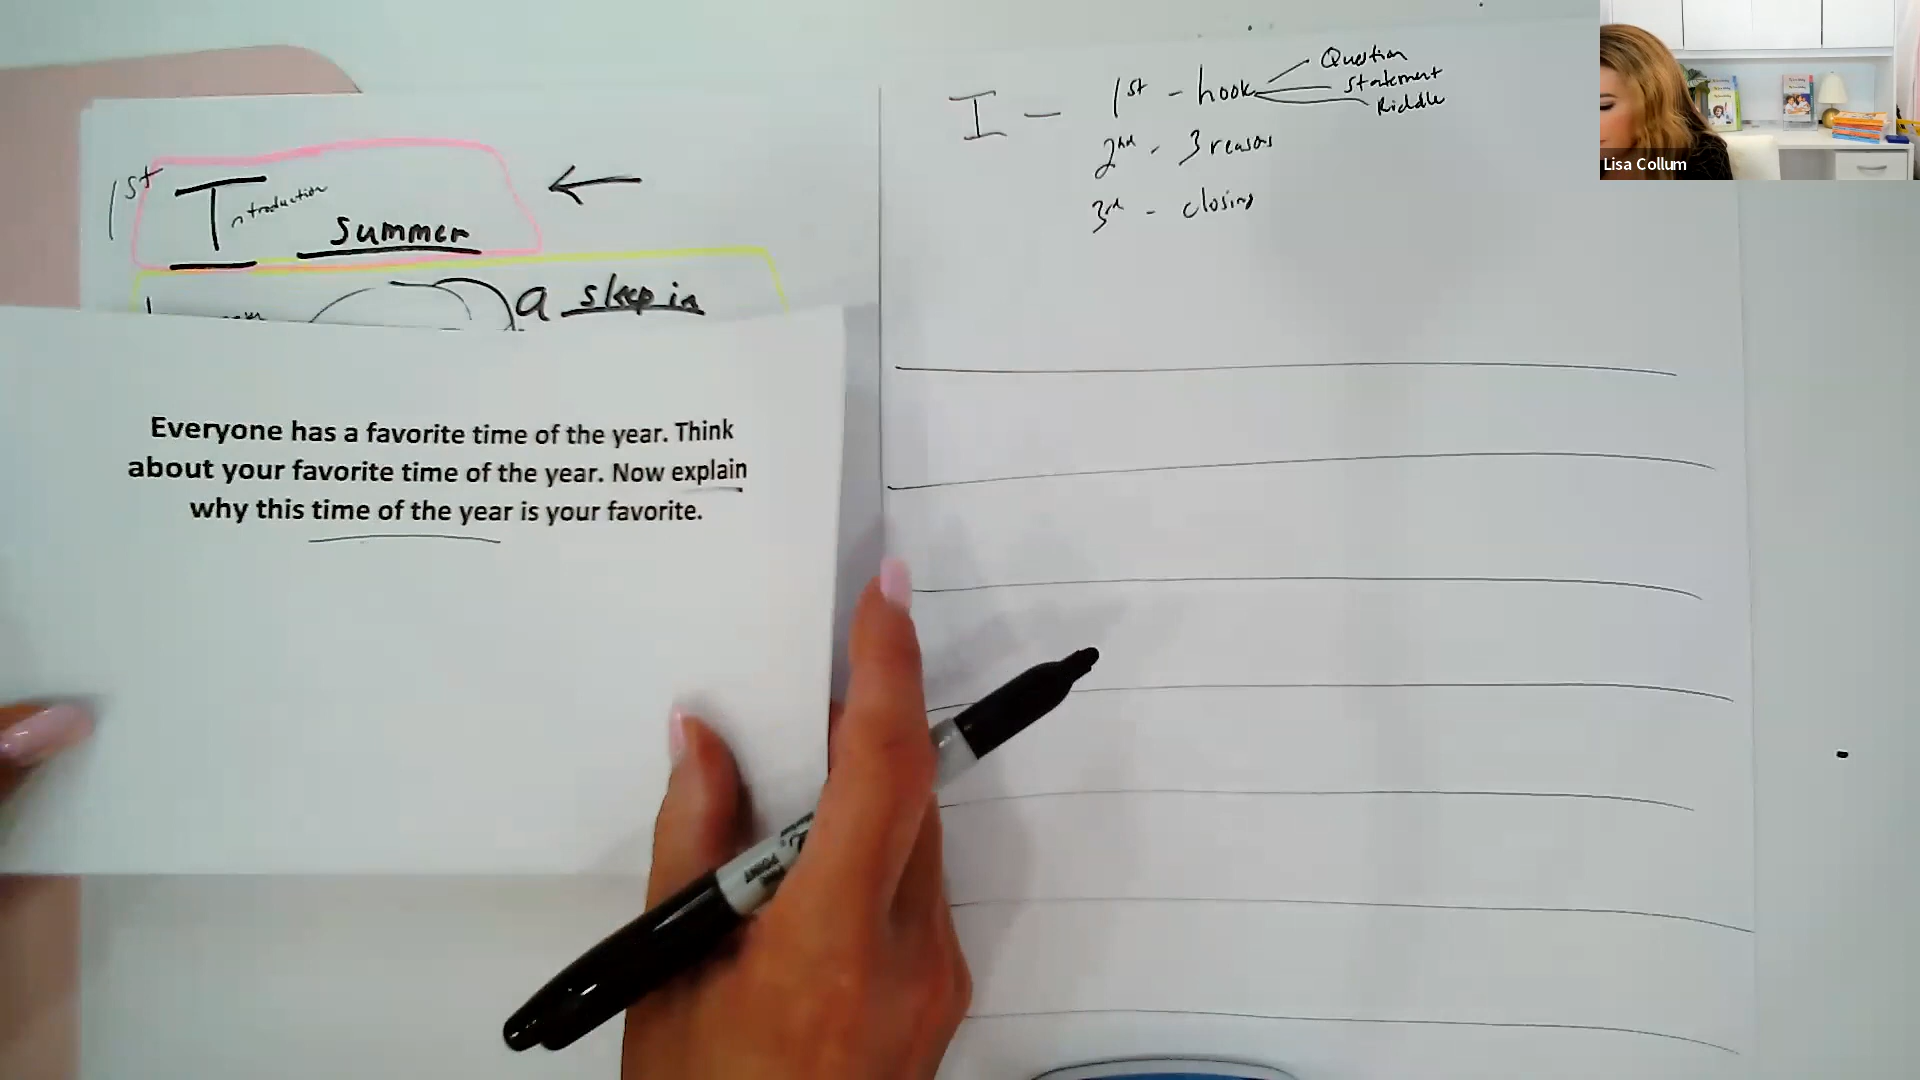 1st
Introduction
Summer
a sleep in
Everyone has a favorite time of the year. Think
about your favorite time of the year. Now explain
why this time of the year is your favorite.
I - 1st - hook
Question
Statement
Riddle
2nd - 3 reasons
3rd - closing
Lisa Collum